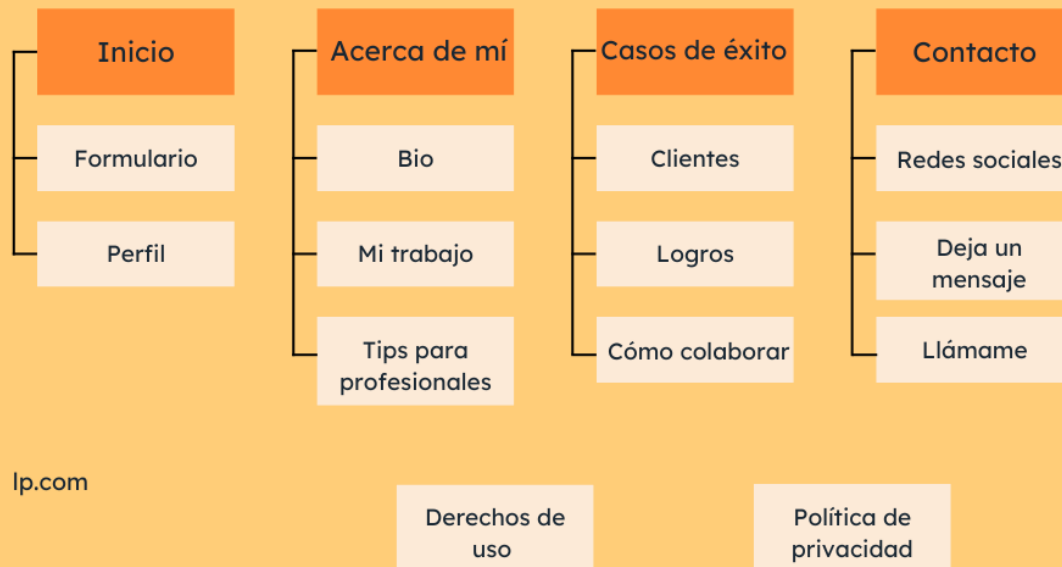 Inicio
Formulario
Perfil
Acerca de mí
Bio
Mi trabajo
Tips para
profesionales
Casos de éxito
Clientes
Logros
Cómo colaborar
Contacto
Redes sociales
Deja un
mensaje
Llámame
lp.com
Derechos de
uso
Política de
privacidad